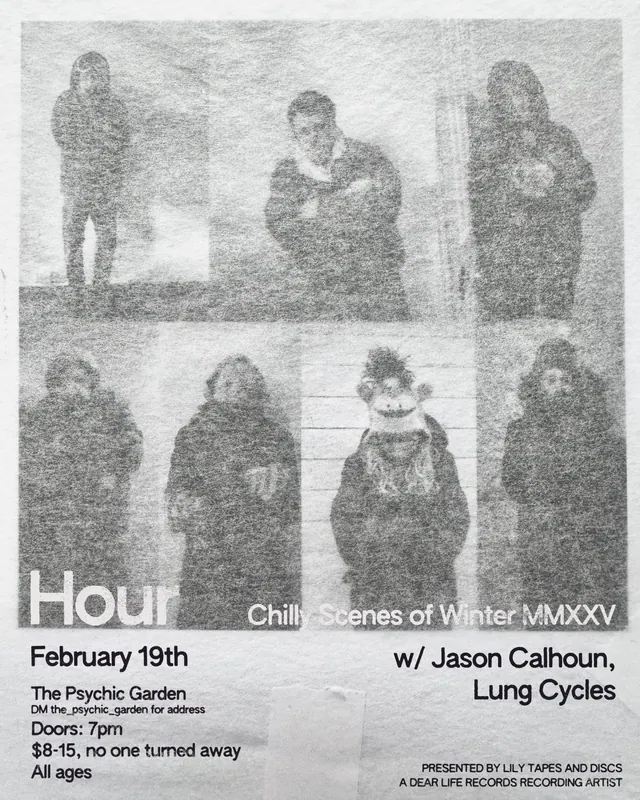 Hour
Chilly Scenes of Winter MMXXV
February 19th
w/ Jason Calhoun,
Lung Cycles
The Psychic Garden
DM the_psychic_garden for address
Doors: 7pm
$8-15, no one turned away
All ages
PRESENTED BY LILY TAPES AND DISCS
A DEAR LIFE RECORDS RECORDING ARTIST